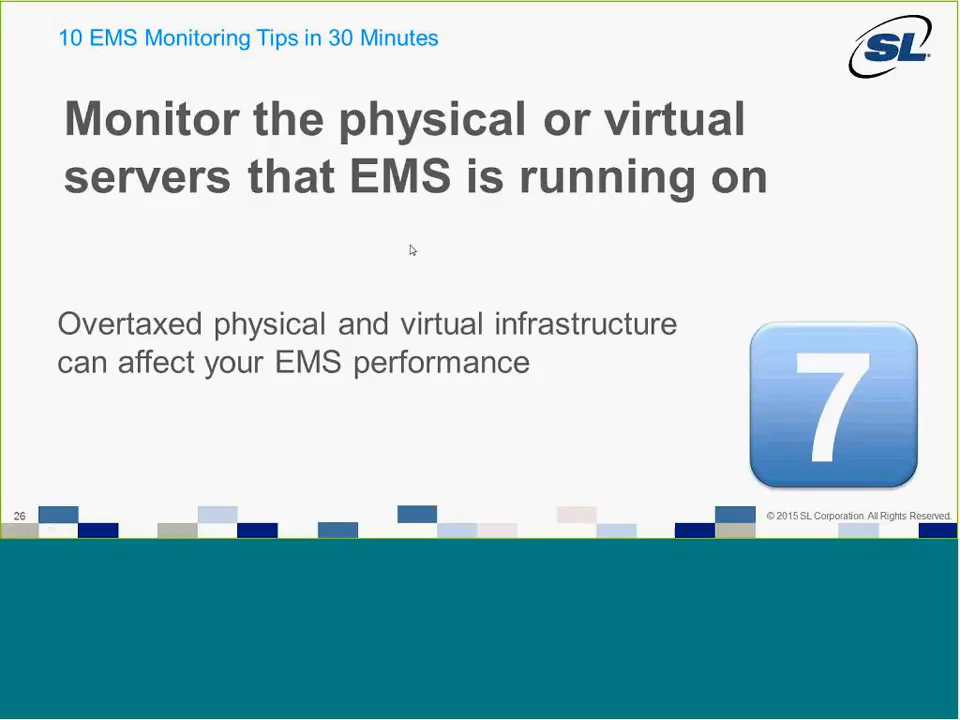 10 EMS Monitoring Tips in 30 Minutes
SL
Monitor the physical or virtual
servers that EMS is running on
Overtaxed physical and virtual infrastructure
can affect your EMS performance
7
26
© 2015 SL Corporation. All Rights Reserved.